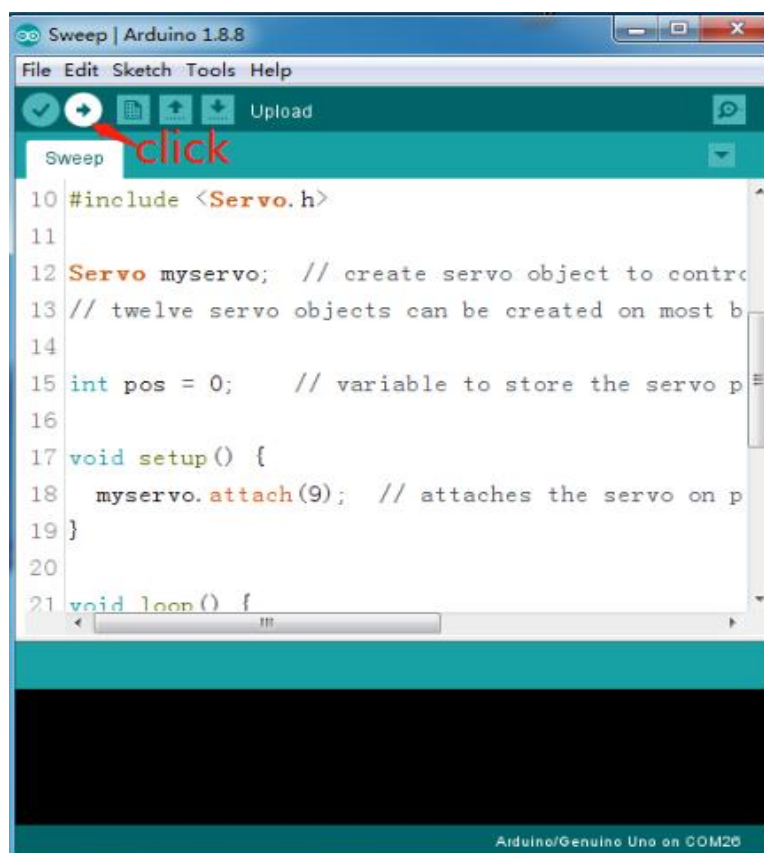 Sweep | Arduino 1.8.8
File Edit Sketch Tools Help
Upload
click
Sweep
10 #include <Servo.h>
11
12 Servo myservo;  // create servo object to contro
13 // twelve servo objects can be created on most b
14
15 int pos = 0;    // variable to store the servo p
16
17 void setup() {
18   myservo.attach(9);  // attaches the servo on p
19 }
20
21 void loop() {
Arduino/Genuino Uno on COM26